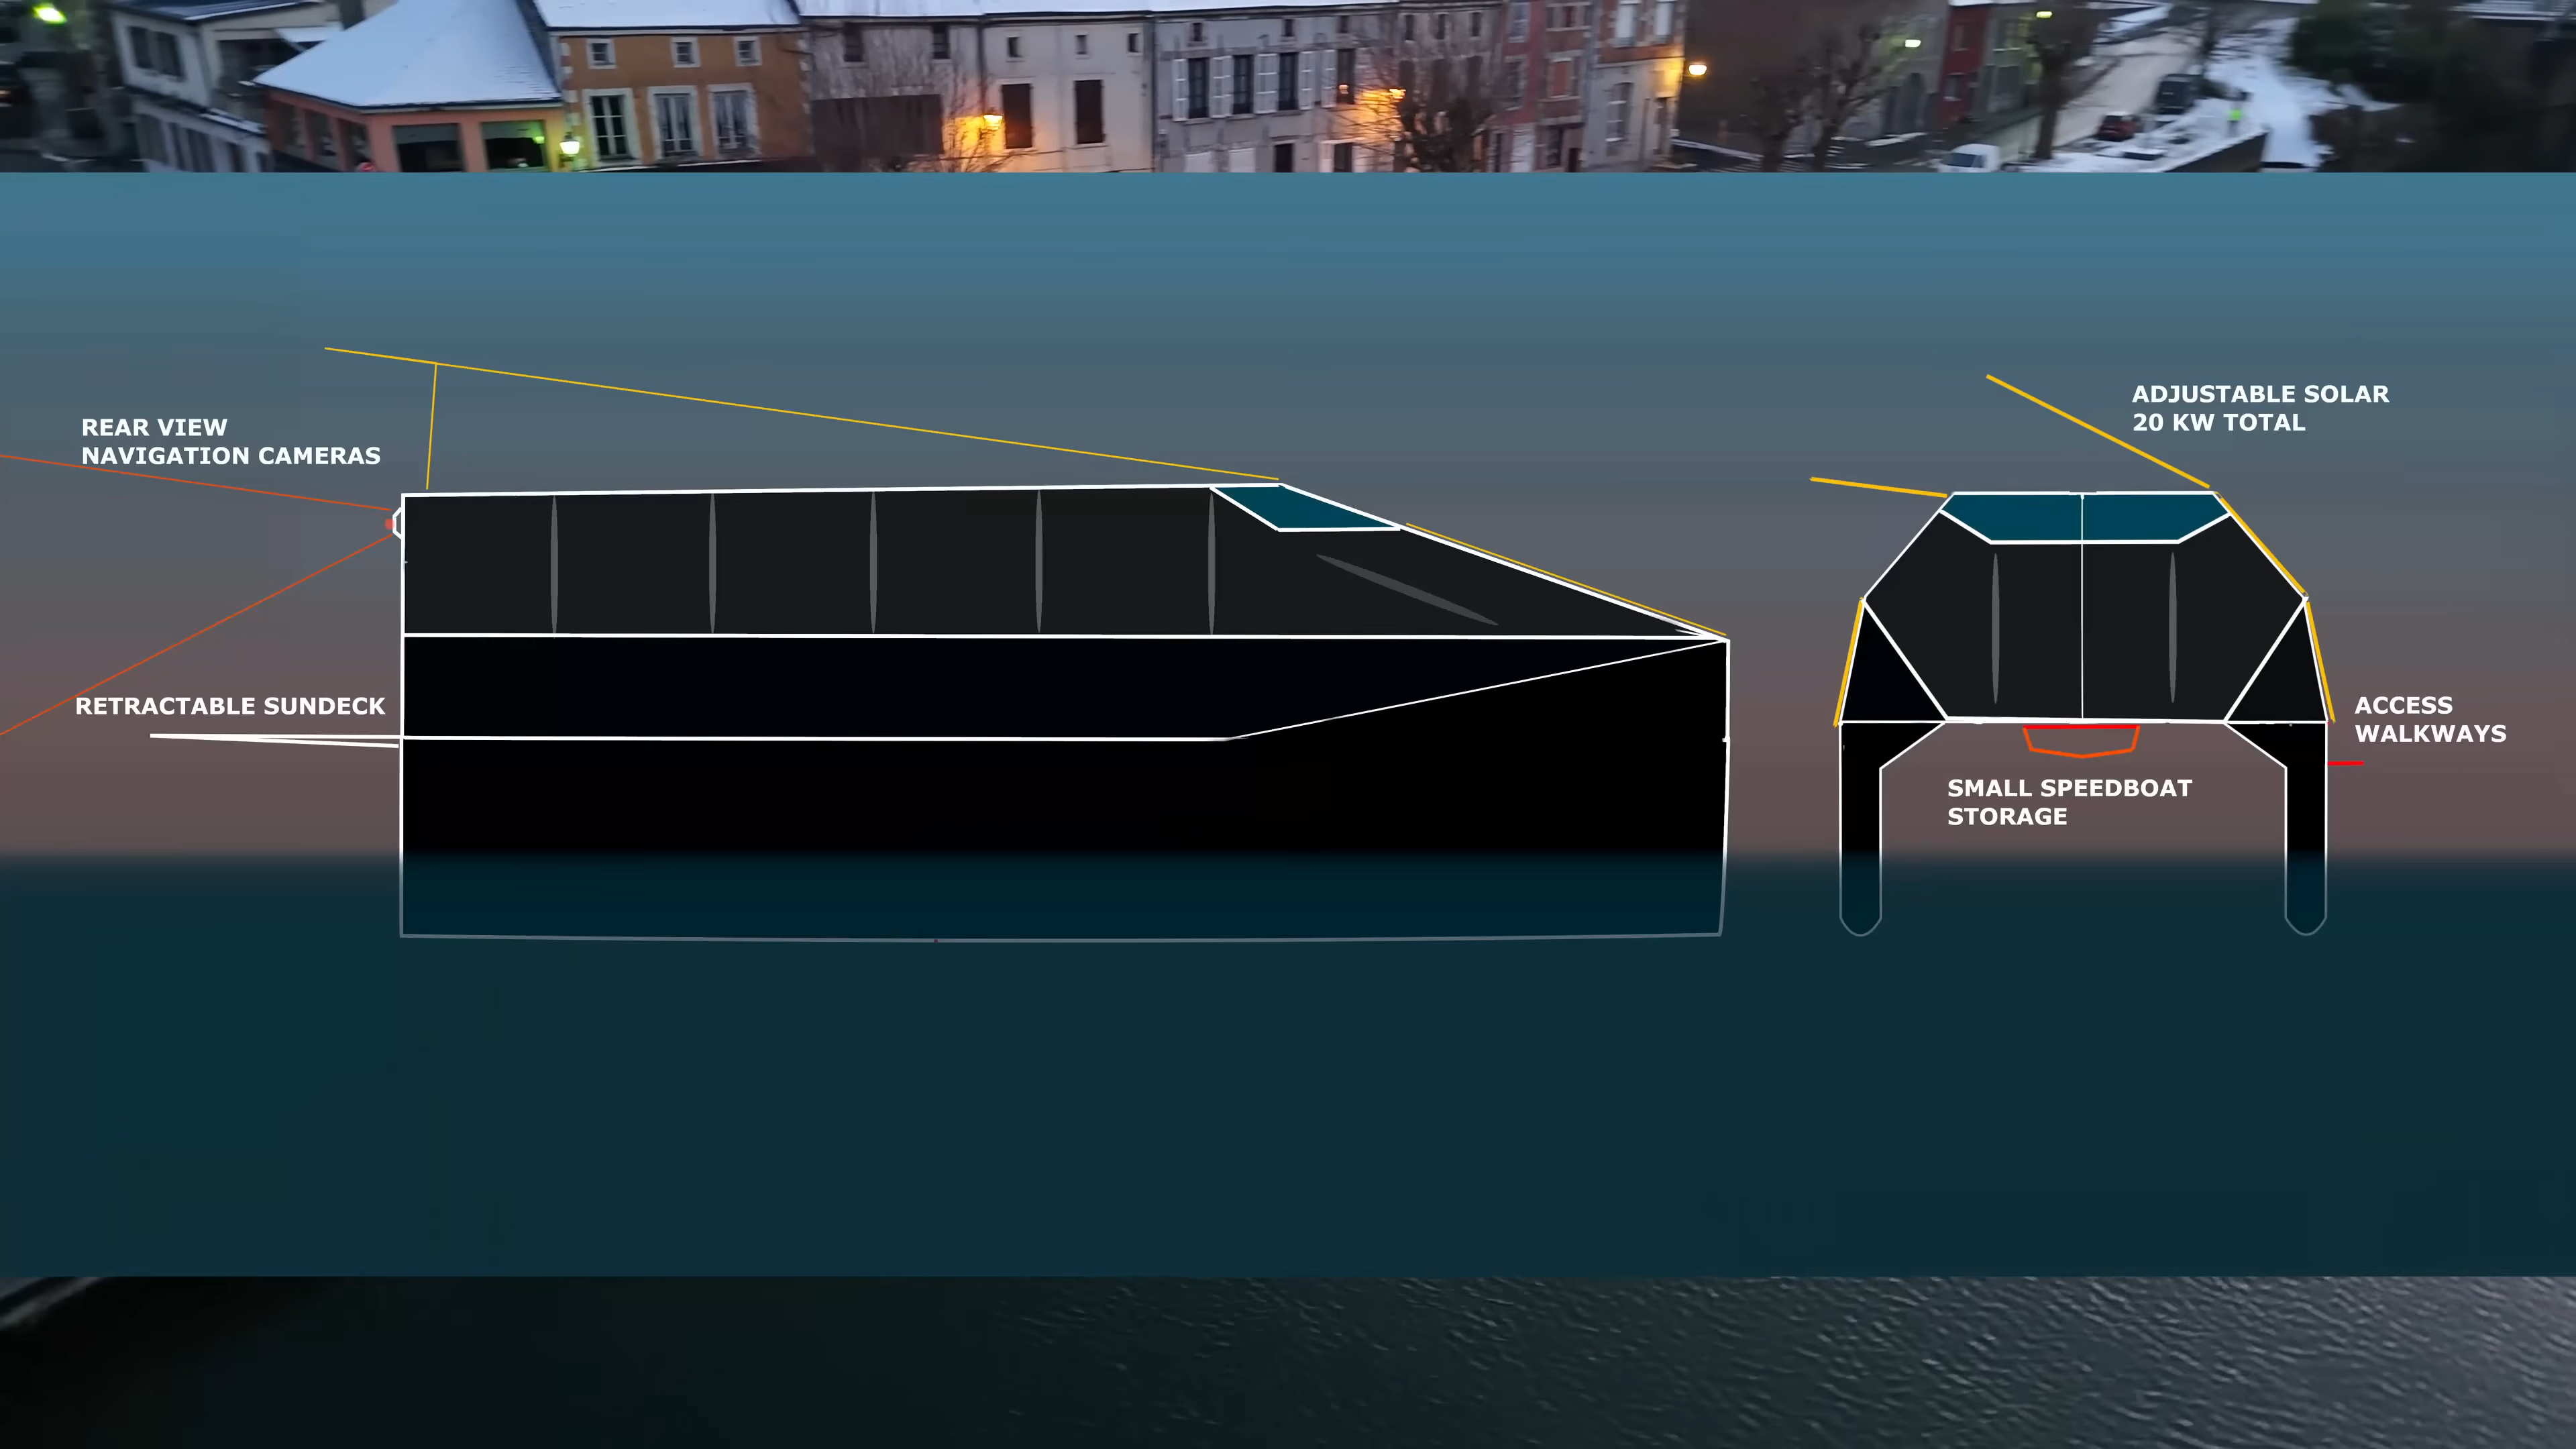 REAR VIEW
NAVIGATION CAMERAS
RETRACTABLE SUNDECK
ADJUSTABLE SOLAR
20 KW TOTAL
ACCESS
WALKWAYS
SMALL SPEEDBOAT
STORAGE